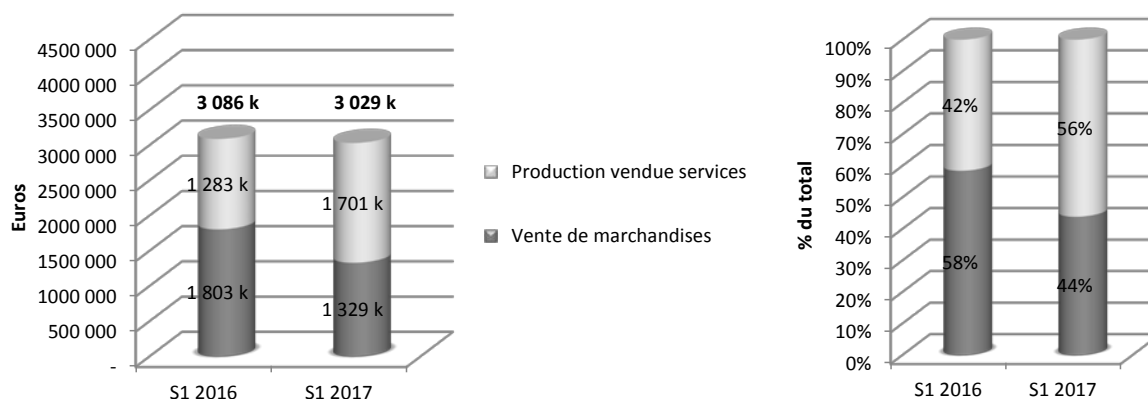 Euros
4500 000
4000 000
3500 000
3000 000
2500 000
2000 000
1500 000
1000 000
500 000
-
3 086 k
3 029 k
1 283 k
1 701 k
1 803 k
1 329 k
S1 2016
S1 2017
Production vendue services
Vente de marchandises
% du total
100%
90%
80%
70%
60%
50%
40%
30%
20%
10%
0%
42%
56%
58%
44%
S1 2016
S1 2017